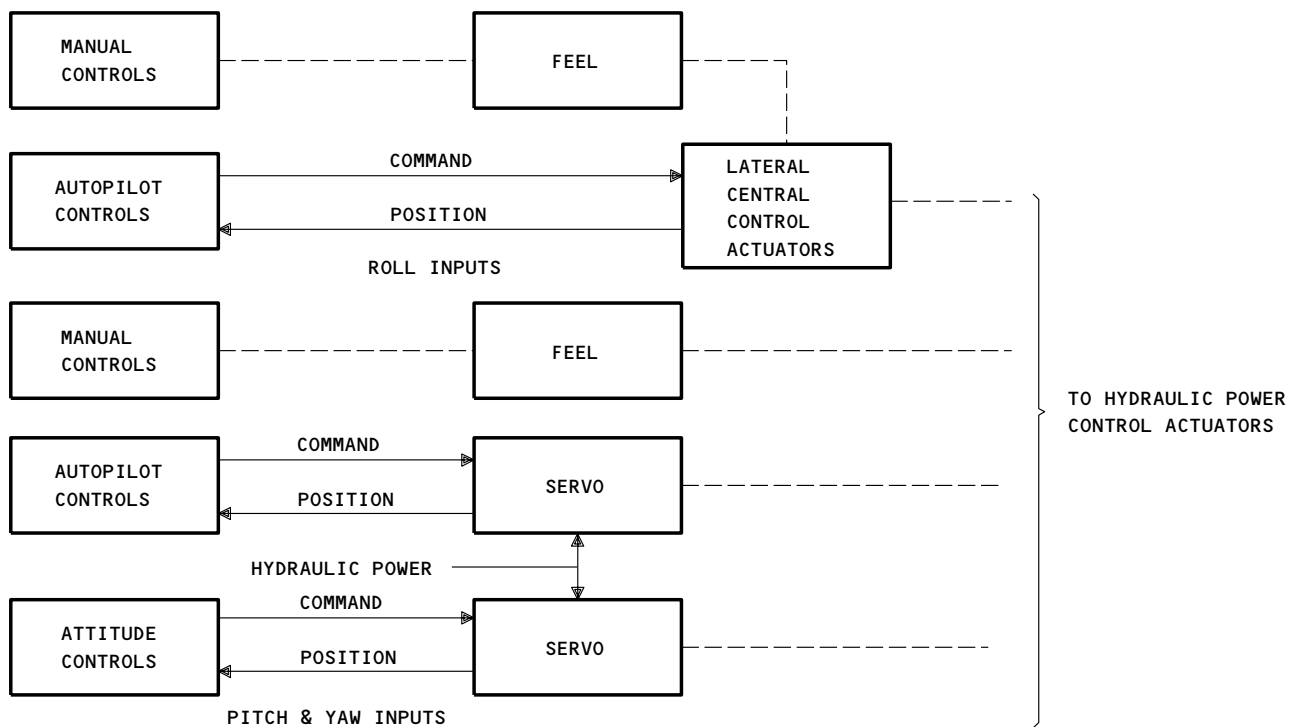 MANUAL
CONTROLS
FEEL
AUTOPILOT
CONTROLS
COMMAND
POSITION
LATERAL
CENTRAL
CONTROL
ACTUATORS
ROLL INPUTS
MANUAL
CONTROLS
FEEL
TO HYDRAULIC POWER
CONTROL ACTUATORS
AUTOPILOT
CONTROLS
COMMAND
POSITION
SERVO
HYDRAULIC POWER
ATTITUDE
CONTROLS
COMMAND
POSITION
SERVO
PITCH & YAW INPUTS